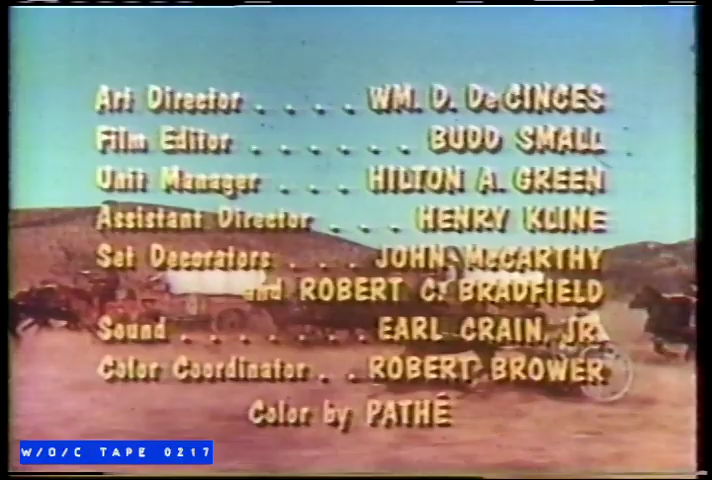 Art Director . . . . WM. D. DeCINCES
Film Editor . . . . . . BUDD SMALL
Unit Manager . . . . HILTON A. GREEN
Assistant Director . . . HENRY KLINE
Set Decorators . . . JOHN McCARTHY
and ROBERT C. BRADFIELD
Sound . . . . . . . EARL CRAIN, JR.
Color Coordinator . . ROBERT BROWER
Color by PATHÉ
W/O/C TAPE 0217